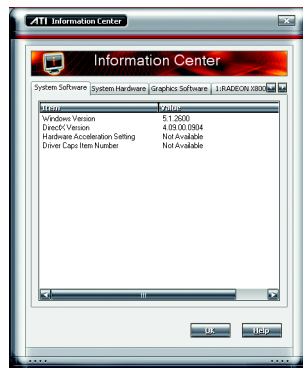 ATI Information Center
Information Center
System Software System Hardware Graphics Software 1:RADEON X800
Item Value
Windows Version 5.1.2600
DirectX Version 4.09.00.0904
Hardware Acceleration Setting Not Available
Driver Caps Item Number Not Available
OK Help